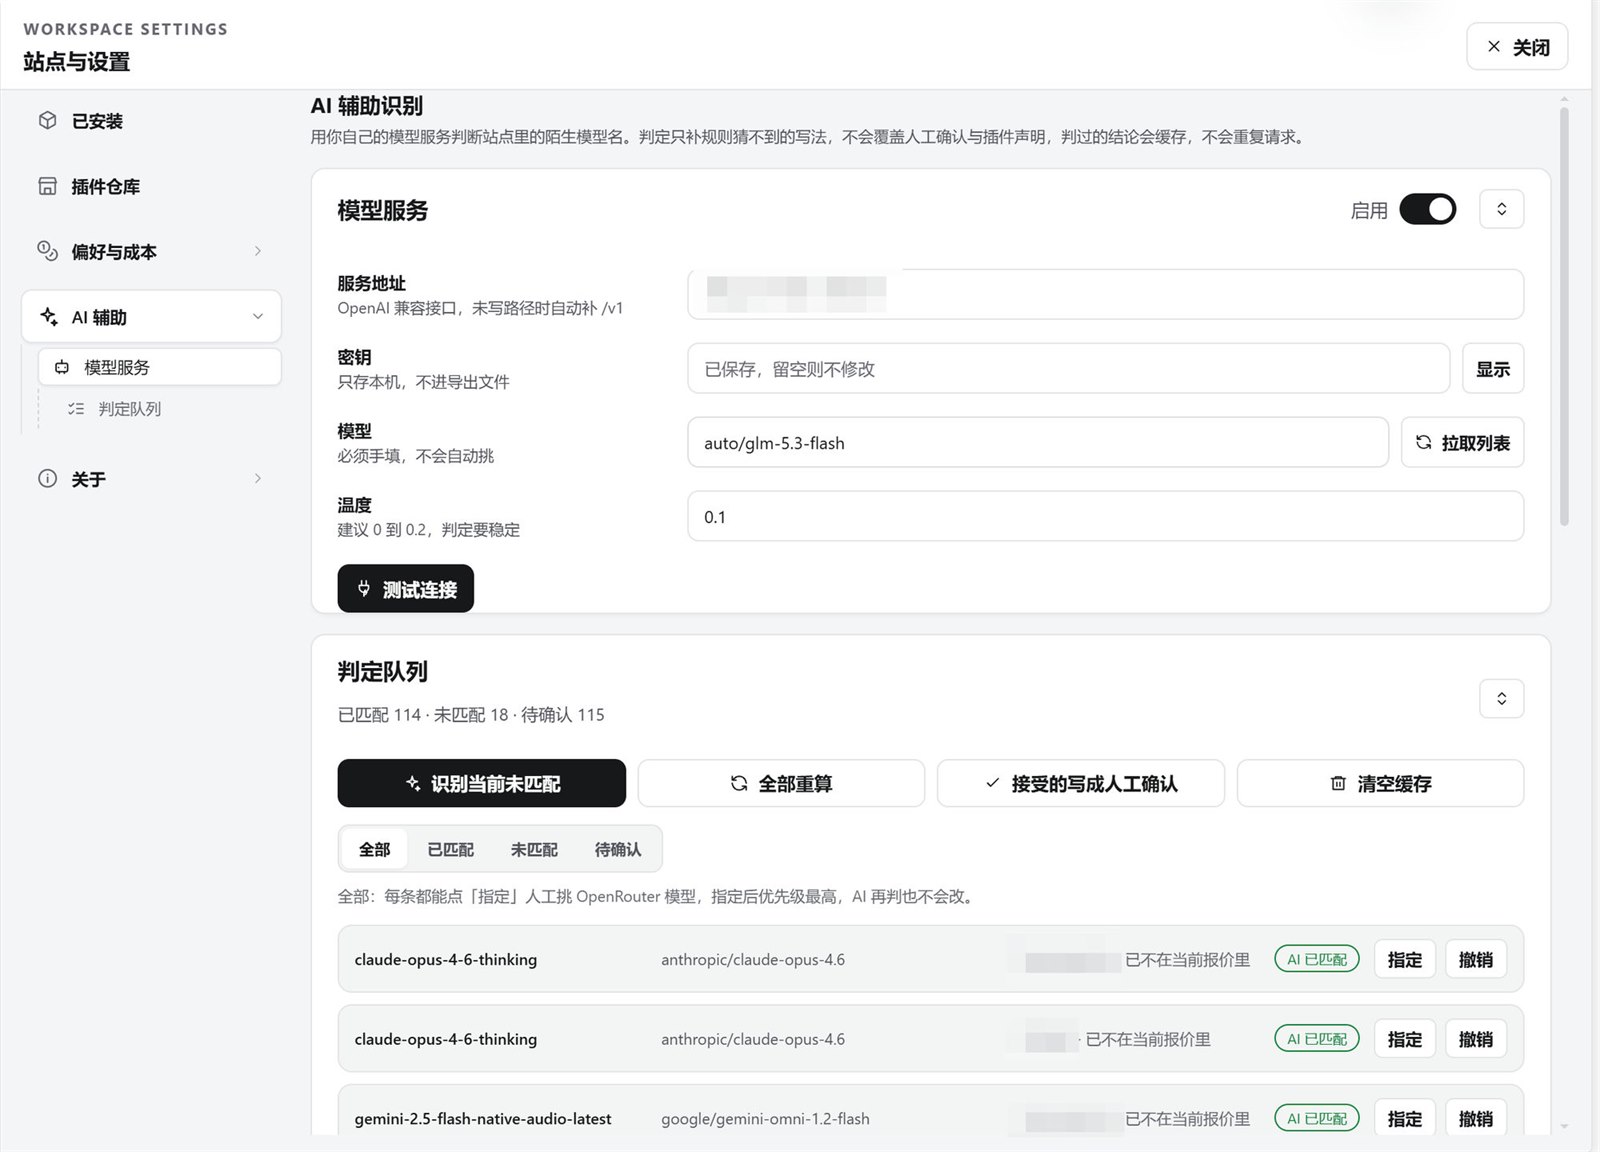 WORKSPACE SETTINGS
站点与设置
关闭
已安装
插件仓库
偏好与成本
AI 辅助
模型服务
判定队列
关于
AI 辅助识别
用你自己的模型服务判断站点里的陌生模型名。判定只补规则猜不到的写法，不会覆盖人工确认与插件声明，判过的结论会缓存，不会重复请求。
模型服务
启用
服务地址
OpenAI 兼容接口，未写路径时自动补 /v1
密钥
只存本机，不进导出文件
已保存，留空则不修改
显示
模型
必须手填，不会自动挑
auto/glm-5.3-flash
拉取列表
温度
建议 0 到 0.2，判定要稳定
0.1
测试连接
判定队列
已匹配 114 · 未匹配 18 · 待确认 115
识别当前未匹配 全部重算 接受的写成人工确认 清空缓存
全部 已匹配 未匹配 待确认
全部：每条都能点「指定」人工挑 OpenRouter 模型，指定后优先级最高，AI 再判也不会改。
claude-opus-4-6-thinking anthropic/claude-opus-4.6 已不在当前报价里 AI 已匹配 指定 撤销
claude-opus-4-6-thinking anthropic/claude-opus-4.6 · 已不在当前报价里 AI 已匹配 指定 撤销
gemini-2.5-flash-native-audio-latest google/gemini-omni-1.2-flash 已不在当前报价里 AI 已匹配 指定 撤销